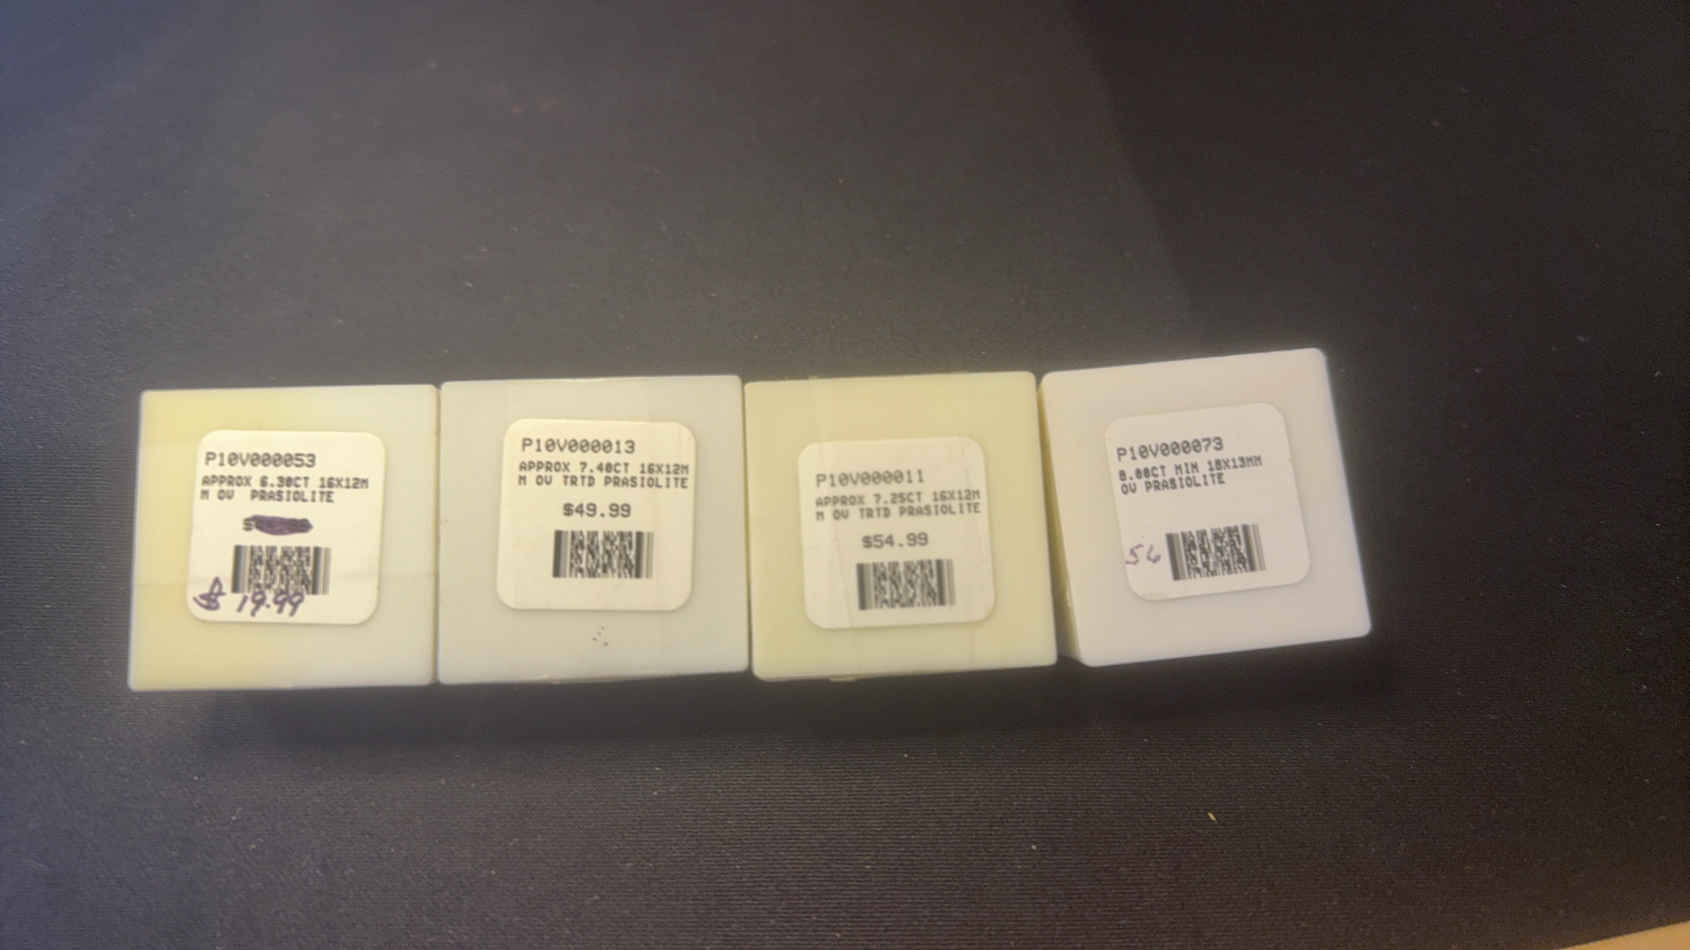 P10V000053
APPROX 6.30CT 16X12M
M OV PRASIOLITE
$
$ 19.99
P10V000013
APPROX 7.40CT 16X12M
M OV TRTD PRASIOLITE
$49.99
P10V000011
APPROX 7.25CT 16X12M
M OV TRTD PRASIOLITE
$54.99
P10V000073
8.00CT MIN 18X13MM
OV PRASIOLITE